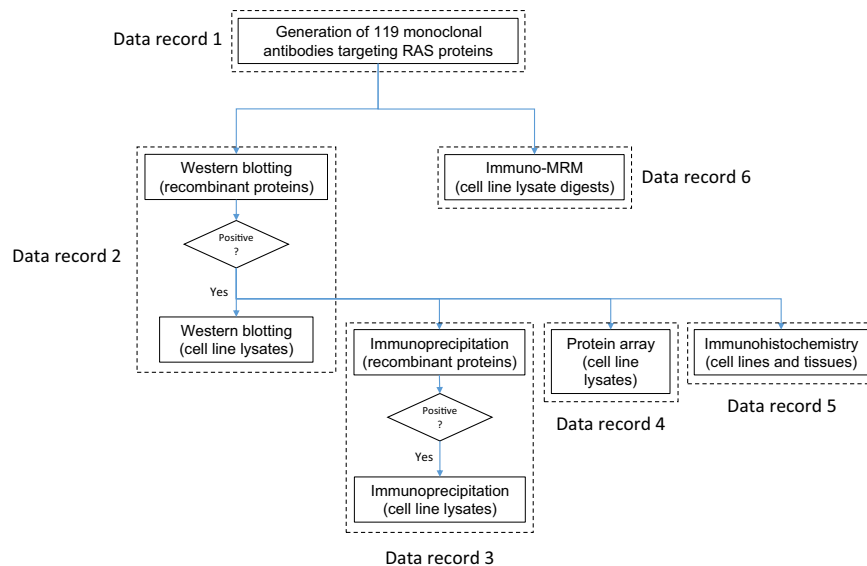 Data record 1
Generation of 119 monoclonal
antibodies targeting RAS proteins
Western blotting
(recombinant proteins)
Immuno-MRM
(cell line lysate digests)
Data record 6
Positive
?
Data record 2
Yes
Western blotting
(cell line lysates)
Immunoprecipitation
(recombinant proteins)
Protein array
(cell line
lysates)
Immunohistochemistry
(cell lines and tissues)
Data record 5
Data record 4
Positive
?
Yes
Immunoprecipitation
(cell line lysates)
Data record 3